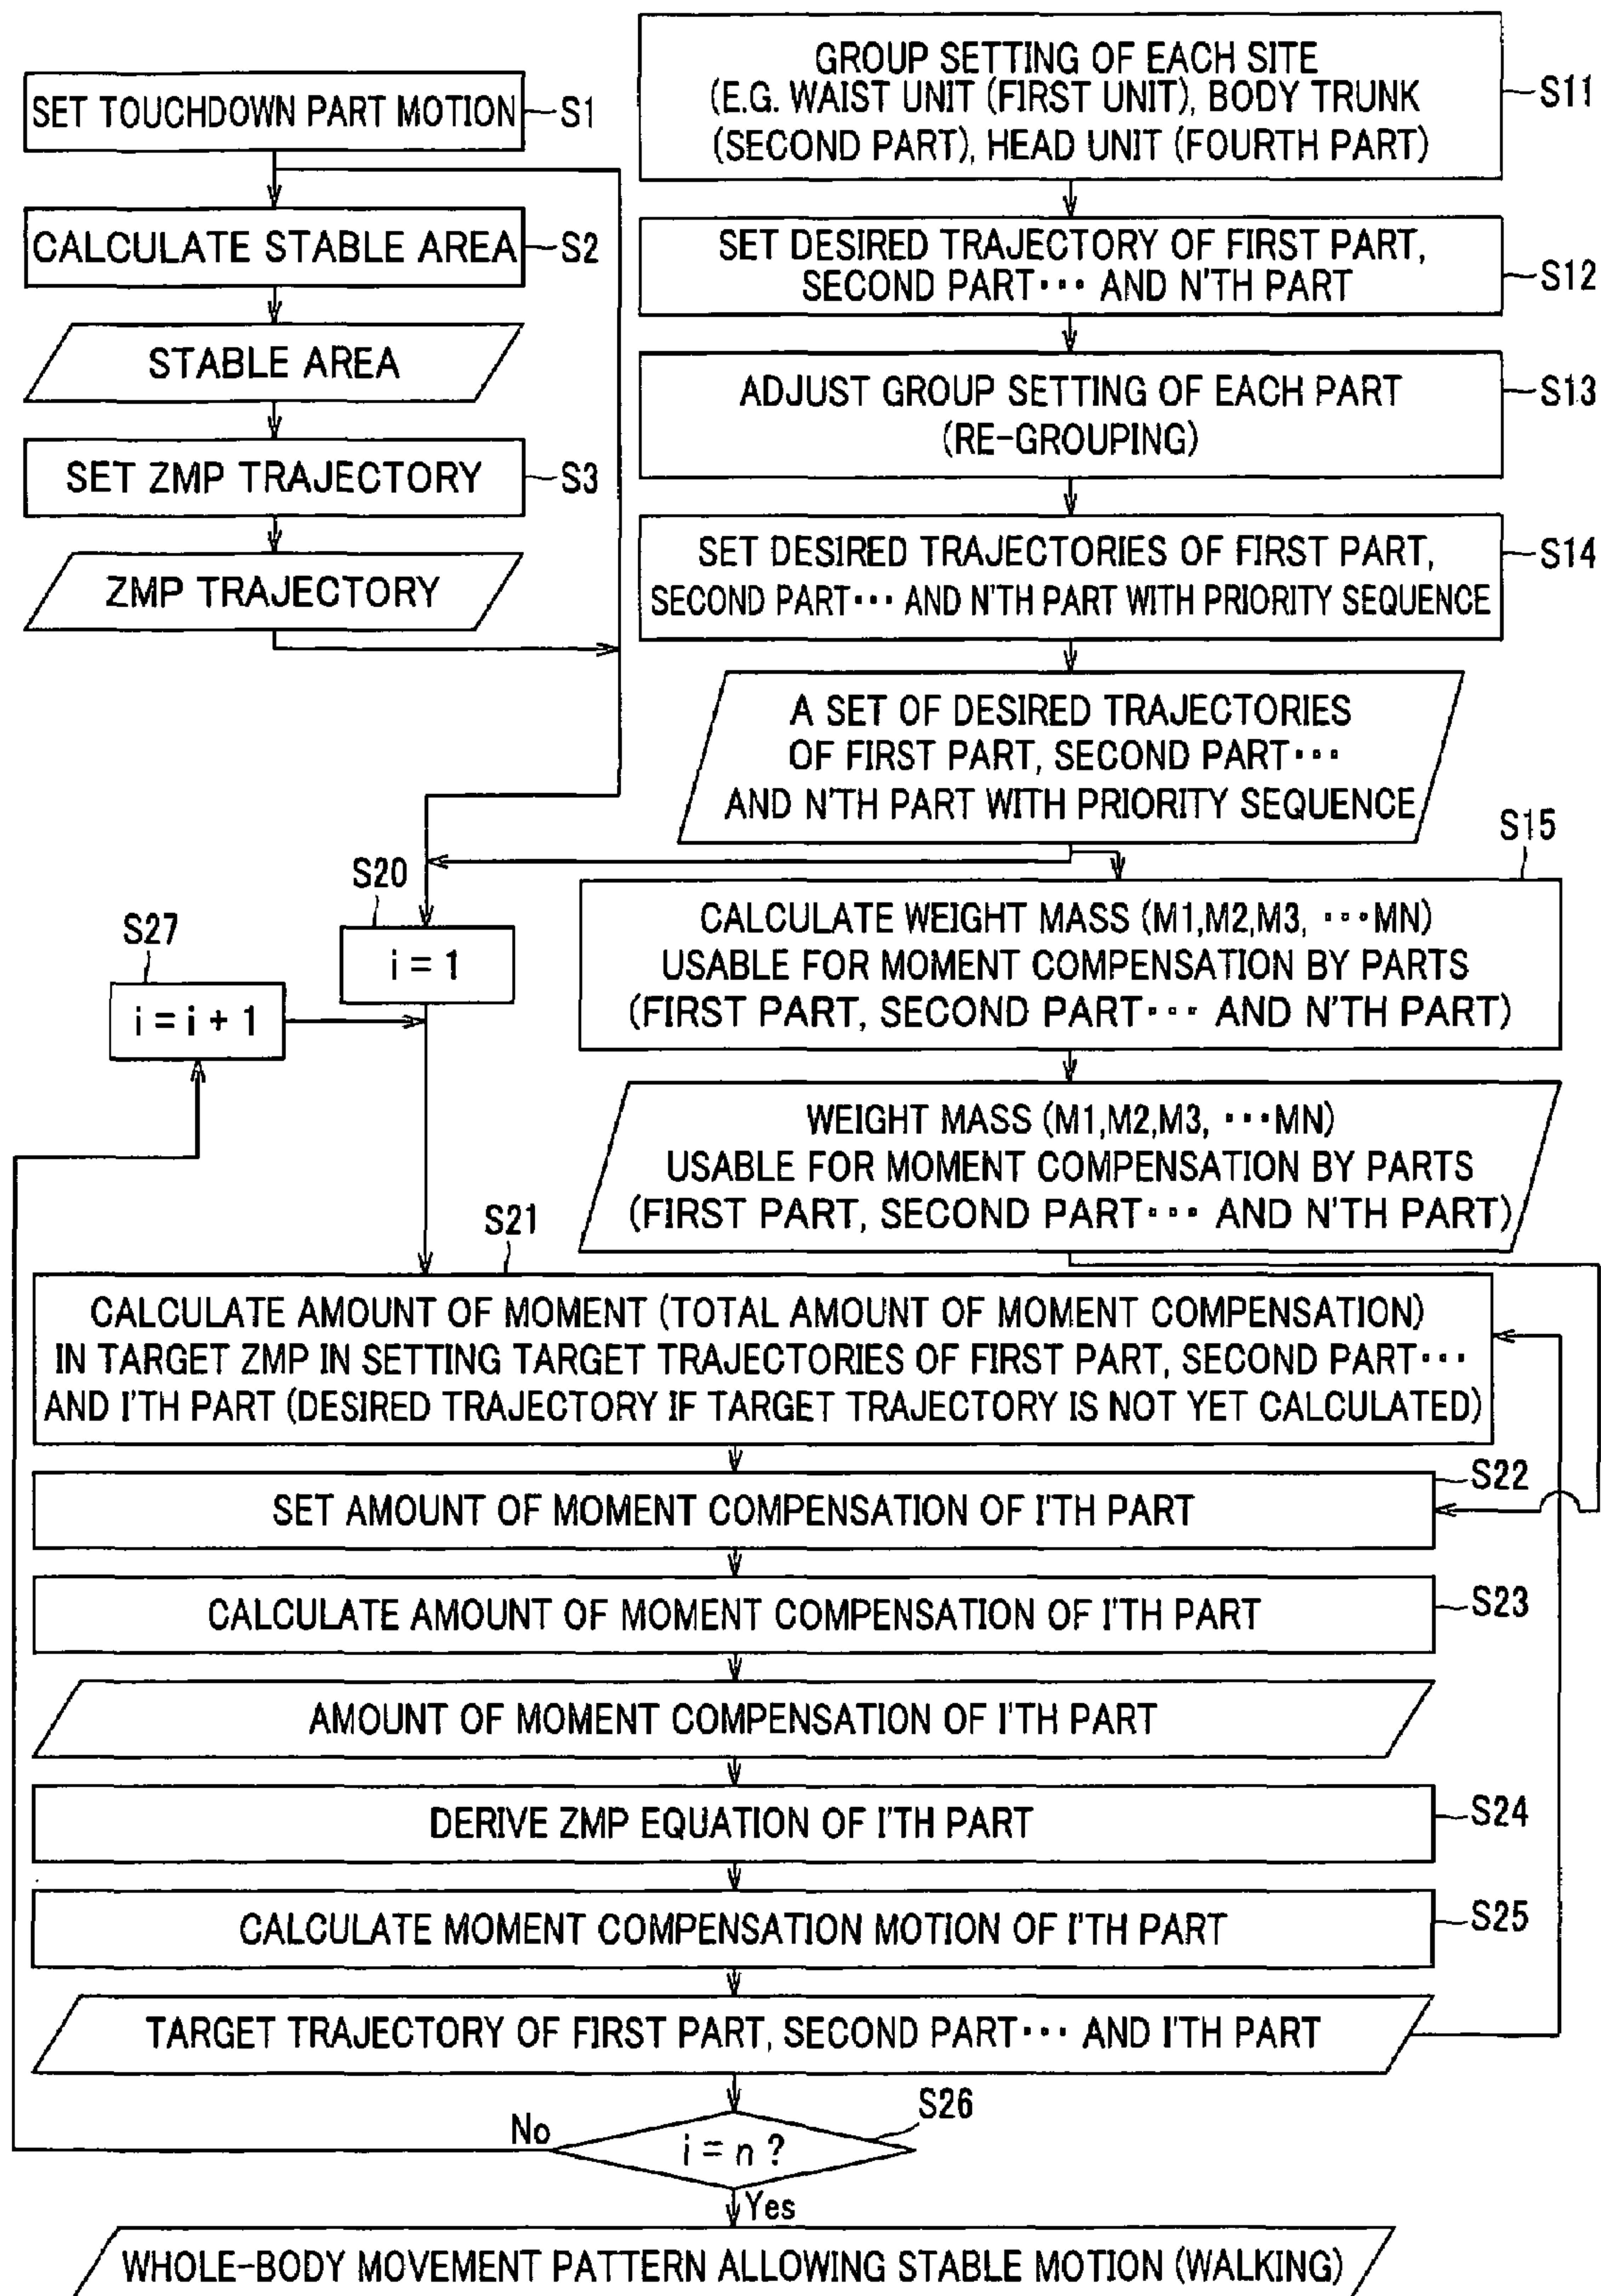 SET TOUCHDOWN PART MOTION
S1
CALCULATE STABLE AREA
S2
STABLE AREA
SET ZMP TRAJECTORY
S3
ZMP TRAJECTORY
GROUP SETTING OF EACH SITE
(E.G. WAIST UNIT (FIRST UNIT), BODY TRUNK
(SECOND PART), HEAD UNIT (FOURTH PART)
S11
SET DESIRED TRAJECTORY OF FIRST PART,
SECOND PART··· AND N'TH PART
S12
ADJUST GROUP SETTING OF EACH PART
(RE-GROUPING)
S13
SET DESIRED TRAJECTORIES OF FIRST PART,
SECOND PART··· AND N'TH PART WITH PRIORITY SEQUENCE
S14
A SET OF DESIRED TRAJECTORIES
OF FIRST PART, SECOND PART···
AND N'TH PART WITH PRIORITY SEQUENCE
S15
CALCULATE WEIGHT MASS (M1,M2,M3, ···MN)
USABLE FOR MOMENT COMPENSATION BY PARTS
(FIRST PART, SECOND PART··· AND N'TH PART)
WEIGHT MASS (M1,M2,M3, ···MN)
USABLE FOR MOMENT COMPENSATION BY PARTS
(FIRST PART, SECOND PART··· AND N'TH PART)
S20
i = 1
S27
i = i + 1
S21
CALCULATE AMOUNT OF MOMENT (TOTAL AMOUNT OF MOMENT COMPENSATION)
IN TARGET ZMP IN SETTING TARGET TRAJECTORIES OF FIRST PART, SECOND PART···
AND I'TH PART (DESIRED TRAJECTORY IF TARGET TRAJECTORY IS NOT YET CALCULATED)
SET AMOUNT OF MOMENT COMPENSATION OF I'TH PART
S22
CALCULATE AMOUNT OF MOMENT COMPENSATION OF I'TH PART
S23
AMOUNT OF MOMENT COMPENSATION OF I'TH PART
DERIVE ZMP EQUATION OF I'TH PART
S24
CALCULATE MOMENT COMPENSATION MOTION OF I'TH PART
S25
TARGET TRAJECTORY OF FIRST PART, SECOND PART··· AND I'TH PART
S26
No
i = n ?
Yes
WHOLE-BODY MOVEMENT PATTERN ALLOWING STABLE MOTION (WALKING)